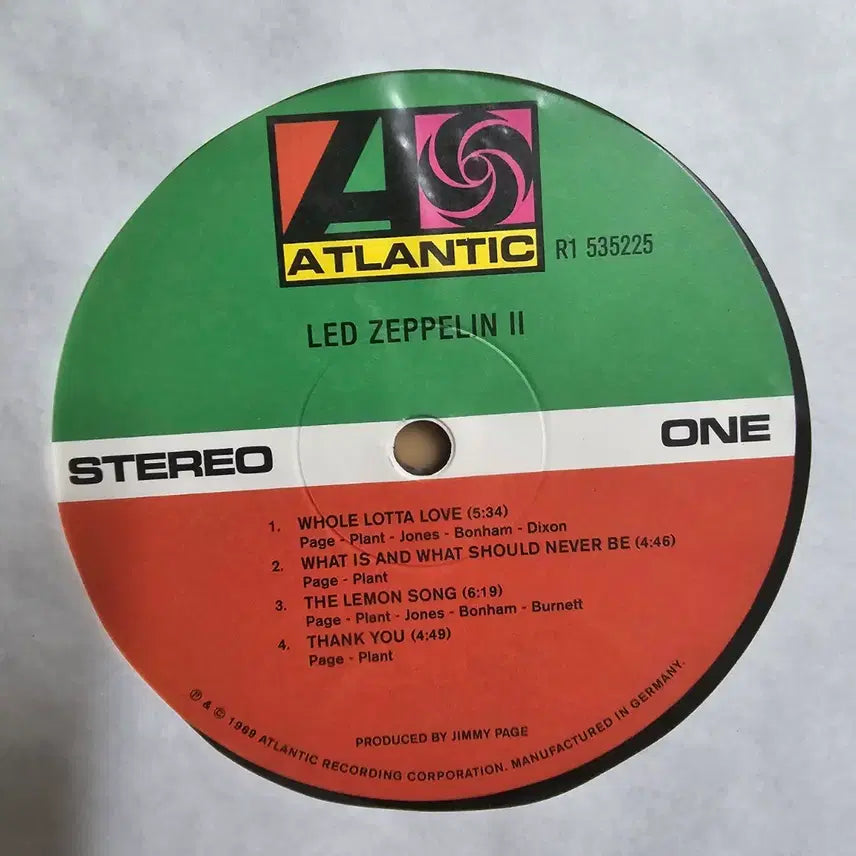 ATLANTIC
R1 535225
LED ZEPPELIN II
STEREO
ONE
1. WHOLE LOTTA LOVE (5:34)
Page - Plant - Jones - Bonham - Dixon
2. WHAT IS AND WHAT SHOULD NEVER BE (4:46)
Page - Plant
3. THE LEMON SONG (6:19)
Page - Plant - Jones - Bonham - Burnett
4. THANK YOU (4:49)
Page - Plant
PRODUCED BY JIMMY PAGE
℗ & © 1969 ATLANTIC RECORDING CORPORATION. MANUFACTURED IN GERMANY.